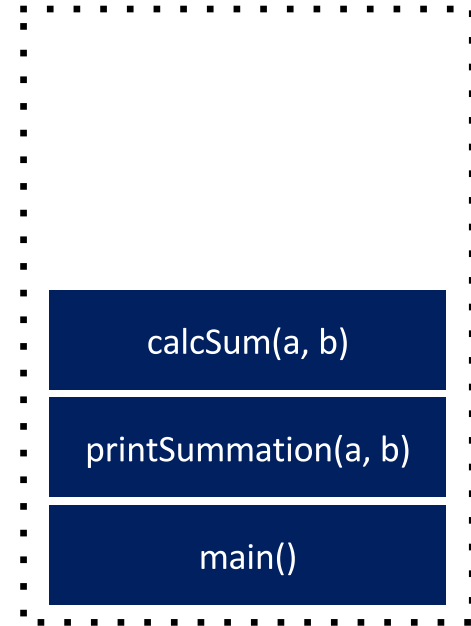 calcSum(a, b)
printSummation(a, b)
main()